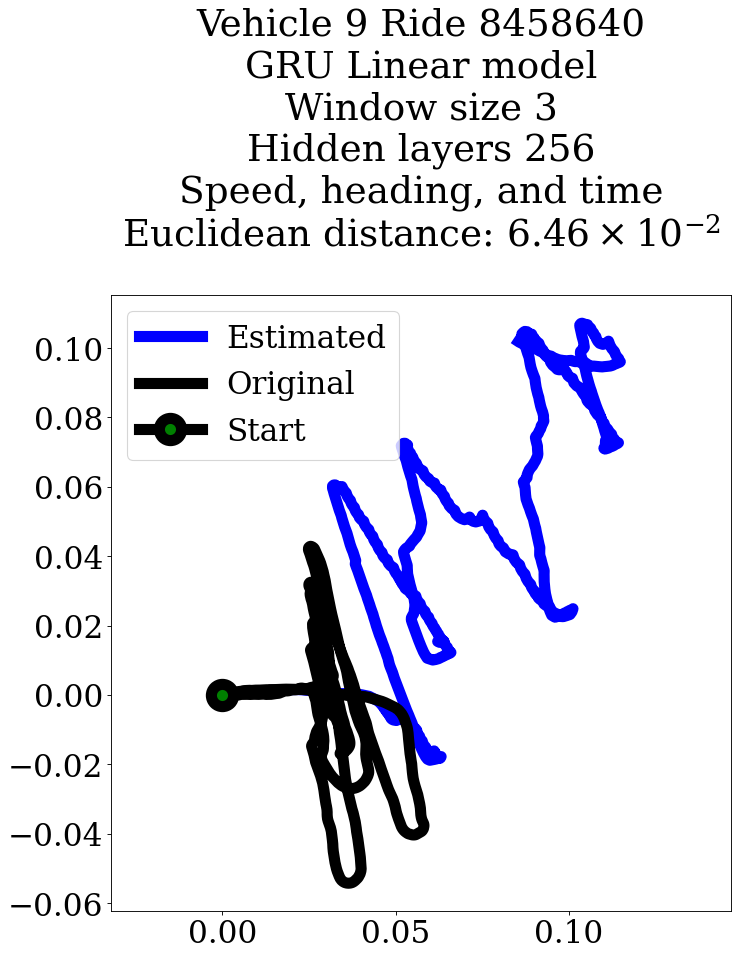 Vehicle 9 Ride 8458640
GRU Linear model
Window size 3
Hidden layers 256
Speed, heading, and time
Euclidean distance: 6.46 × 10⁻²
Estimated
Original
Start
0.10
0.08
0.06
0.04
0.02
0.00
−0.02
−0.04
−0.06
0.00 0.05 0.10